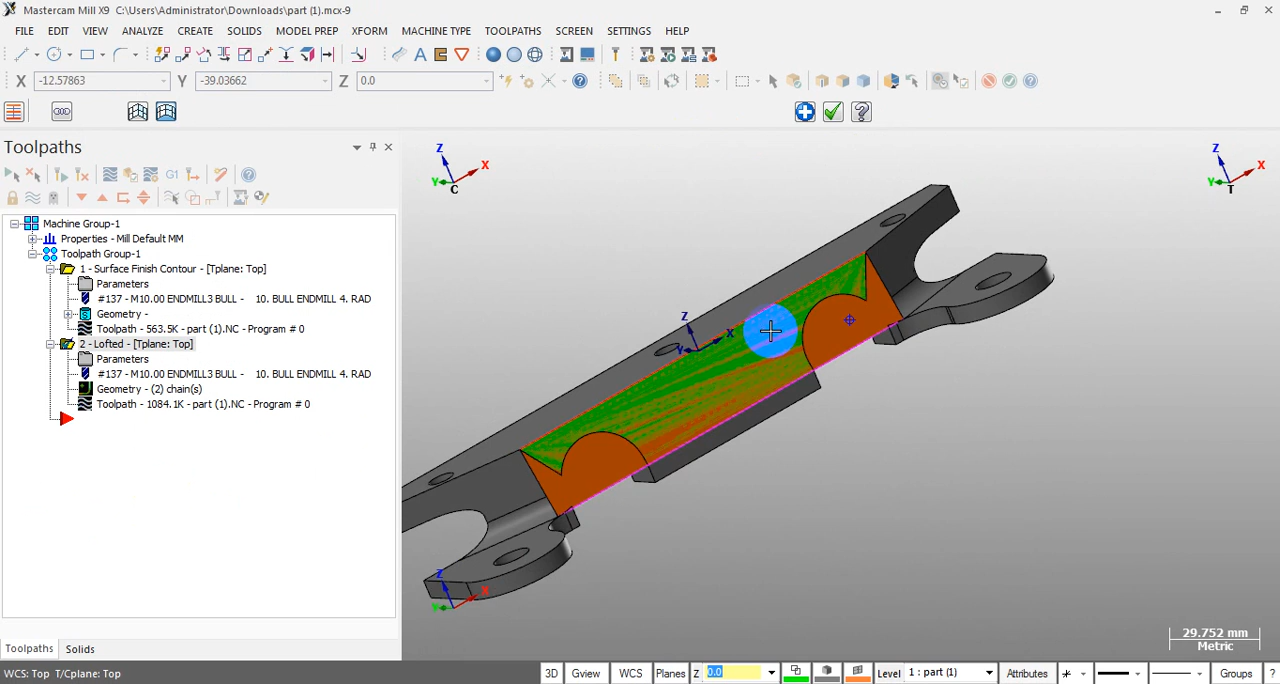 Mastercam Mill X9 C:\Users\Administrator\Downloads\part (1).mcx-9
FILE EDIT VIEW ANALYZE CREATE SOLIDS MODEL PREP XFORM MACHINE TYPE TOOLPATHS SCREEN SETTINGS HELP
X -12.57863 Y -39.03662 Z 0.0
Toolpaths
G1
Machine Group-1
Properties - Mill Default MM
Toolpath Group-1
1 - Surface Finish Contour - [Tplane: Top]
Parameters
#137 - M10.00 ENDMILL3 BULL - 10. BULL ENDMILL 4. RAD
Geometry -
Toolpath - 563.5K - part (1).NC - Program # 0
2 - Lofted - [Tplane: Top]
Parameters
#137 - M10.00 ENDMILL3 BULL - 10. BULL ENDMILL 4. RAD
Geometry - (2) chain(s)
Toolpath - 1084.1K - part (1).NC - Program # 0
Z X Y C
Z X Y T
Z X Y
Z X Y
29.752 mm
Metric
Toolpaths Solids
WCS: Top T/Cplane: Top 3D Gview WCS Planes Z 0.0 Level 1 : part (1) Attributes Groups ?